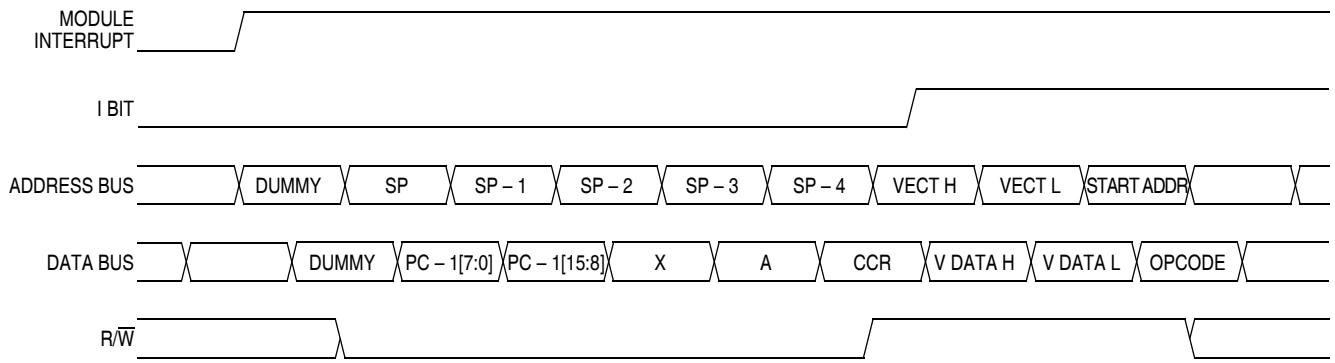 MODULE
INTERRUPT
I BIT
ADDRESS BUS DUMMY SP SP – 1 SP – 2 SP – 3 SP – 4 VECT H VECT L START ADDR
DATA BUS DUMMY PC – 1[7:0] PC – 1[15:8] X A CCR V DATA H V DATA L OPCODE
R/W̅